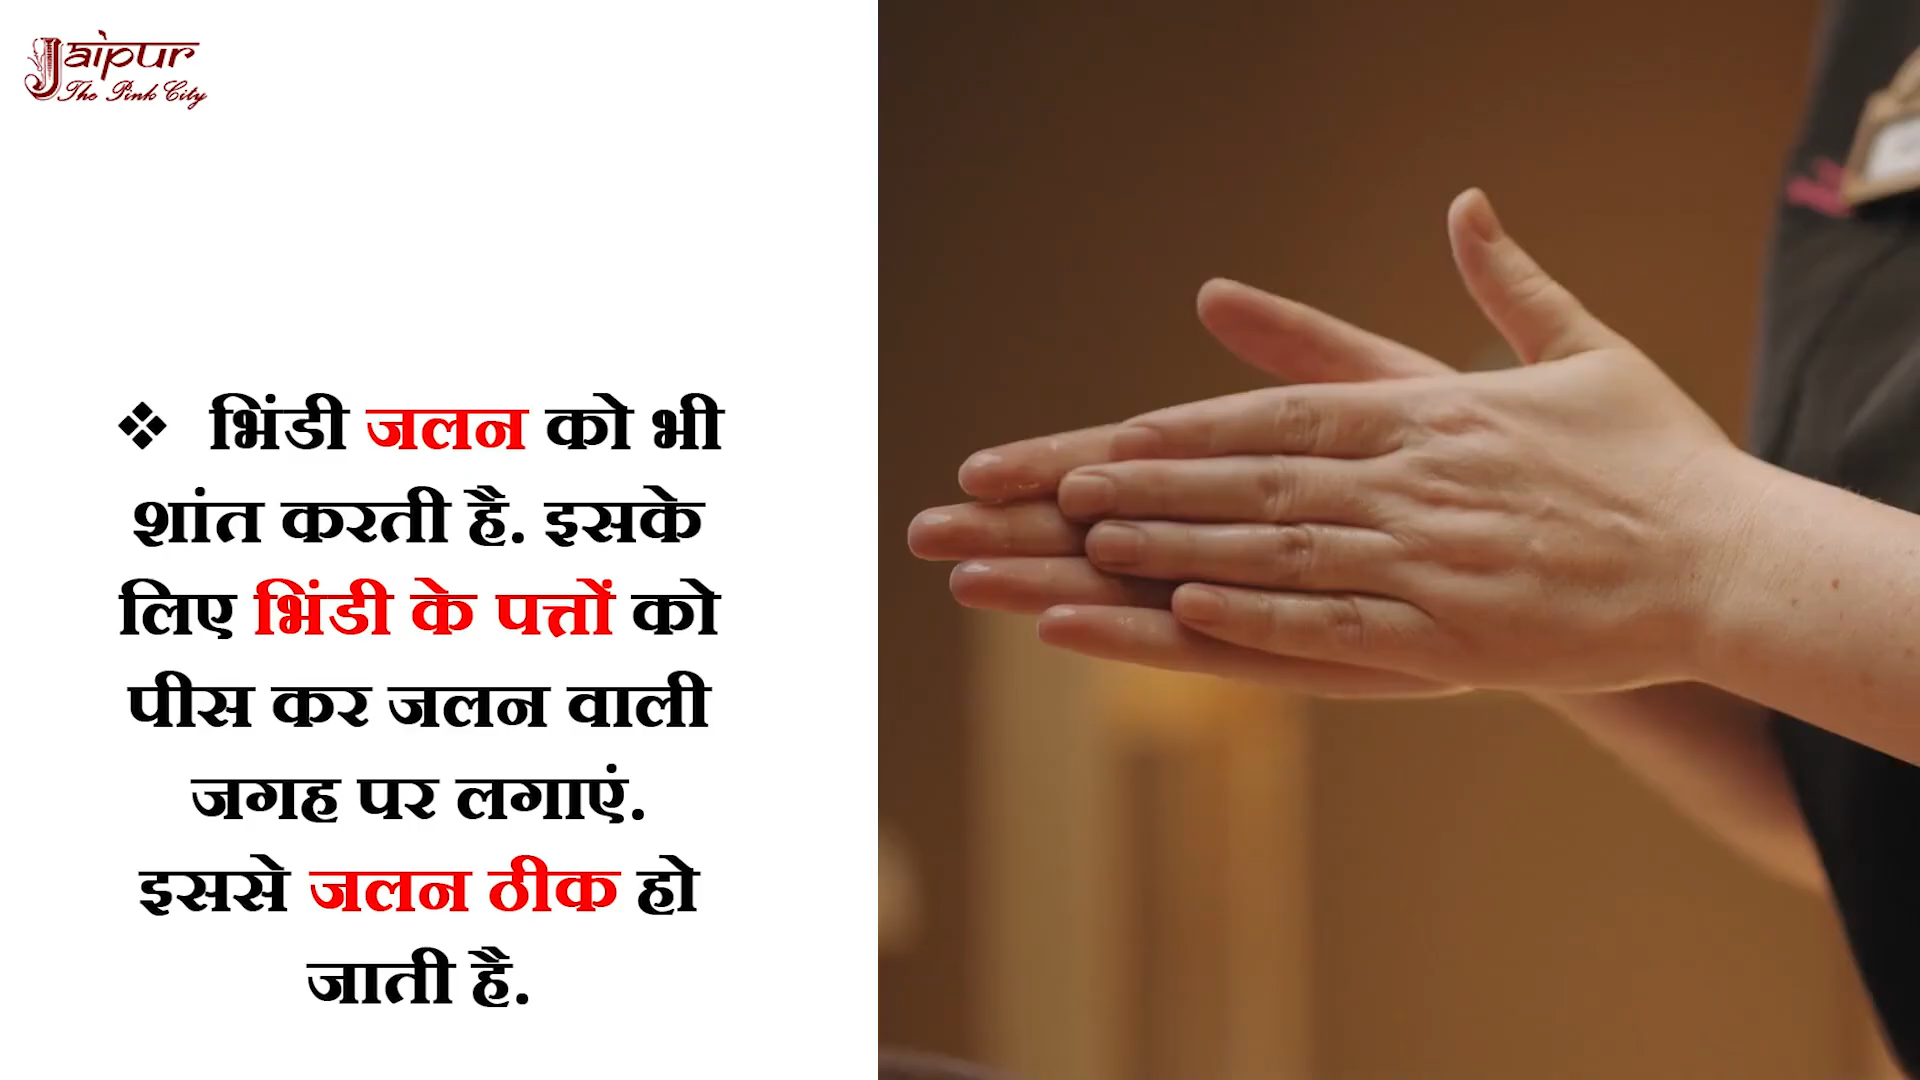 Jaipur
The Pink City
❖ भिंडी जलन को भी
शांत करती है. इसके
लिए भिंडी के पत्तों को
पीस कर जलन वाली
जगह पर लगाएं.
इससे जलन ठीक हो
जाती है.